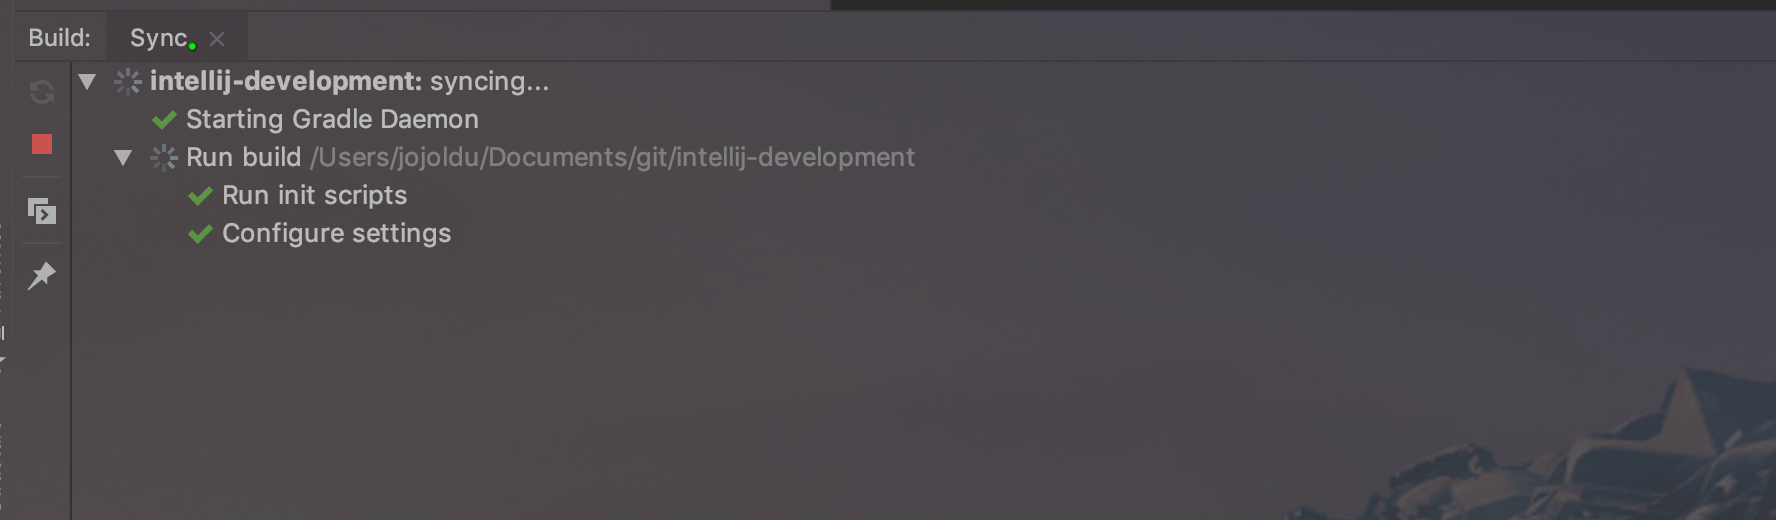 Build: Sync
intellij-development: syncing...
Starting Gradle Daemon
Run build /Users/jojoldu/Documents/git/intellij-development
Run init scripts
Configure settings